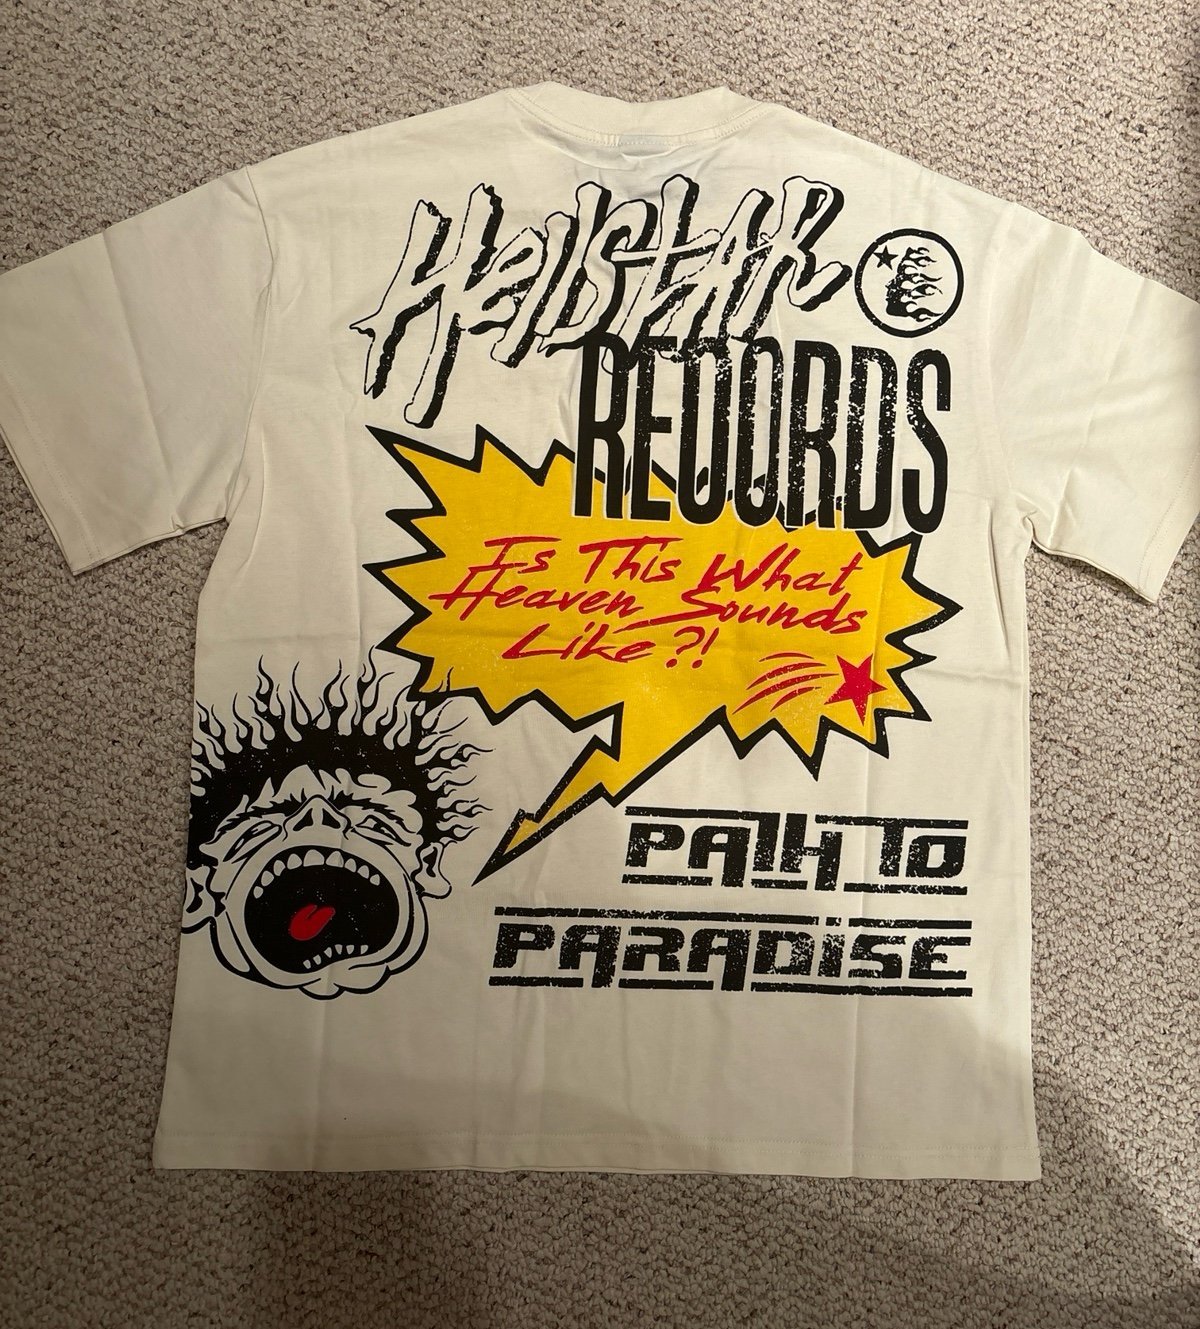 HellStar
RECORDS
Is This What
Heaven Sounds
Like?!
PATH TO
PARADiSE